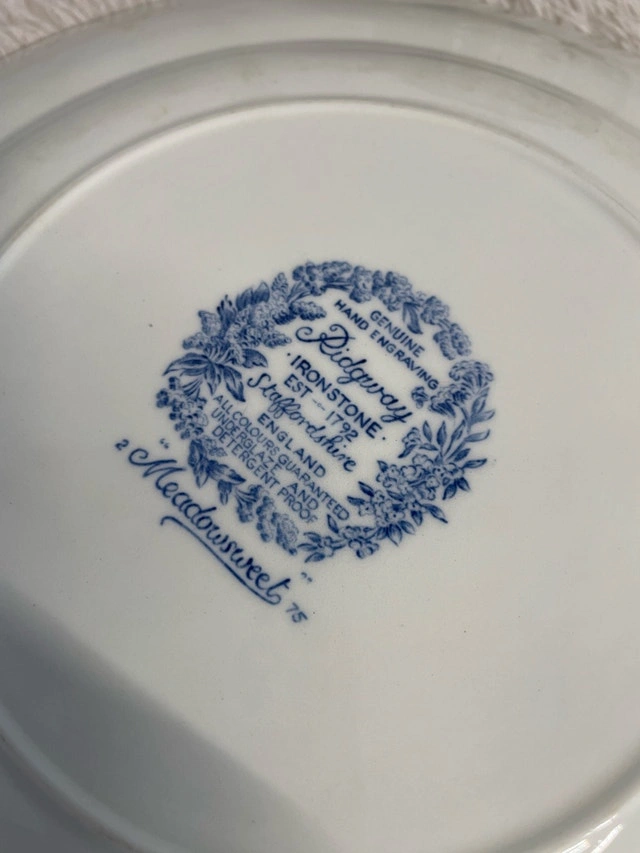 GENUINE
HAND ENGRAVING
Ridgway
·IRONSTONE·
EST — 1792
Staffordshire
ENGLAND
ALL COLOURS GUARANTEED
UNDERGLAZE AND
DETERGENT PROOF
2 "Meadowsweet" 75